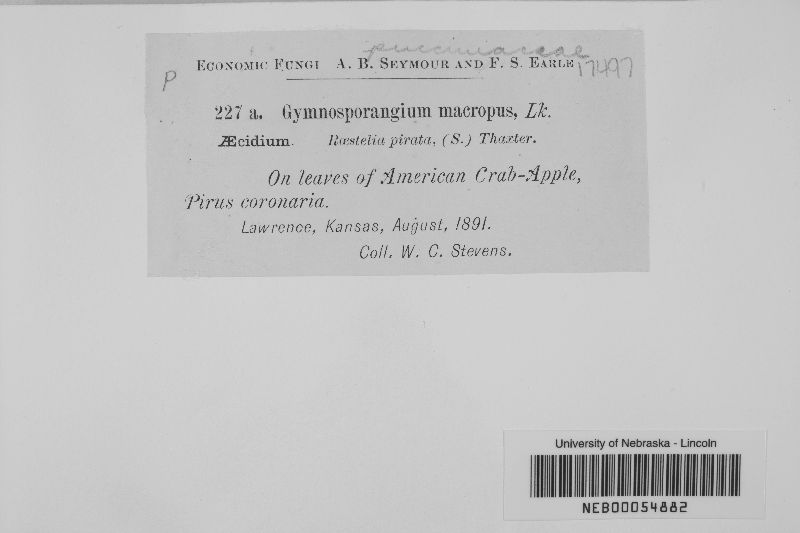 pucciniaceae
P
ECONOMIC FUNGI A. B. SEYMOUR AND F. S. EARLE 17497
227 a. Gymnosporangium macropus, Lk.
Æcidium. Rœstelia pirata, (S.) Thaxter.
On leaves of American Crab-Apple,
Pirus coronaria.
Lawrence, Kansas, August, 1891.
Coll. W. C. Stevens.
University of Nebraska - Lincoln
NEB00054882